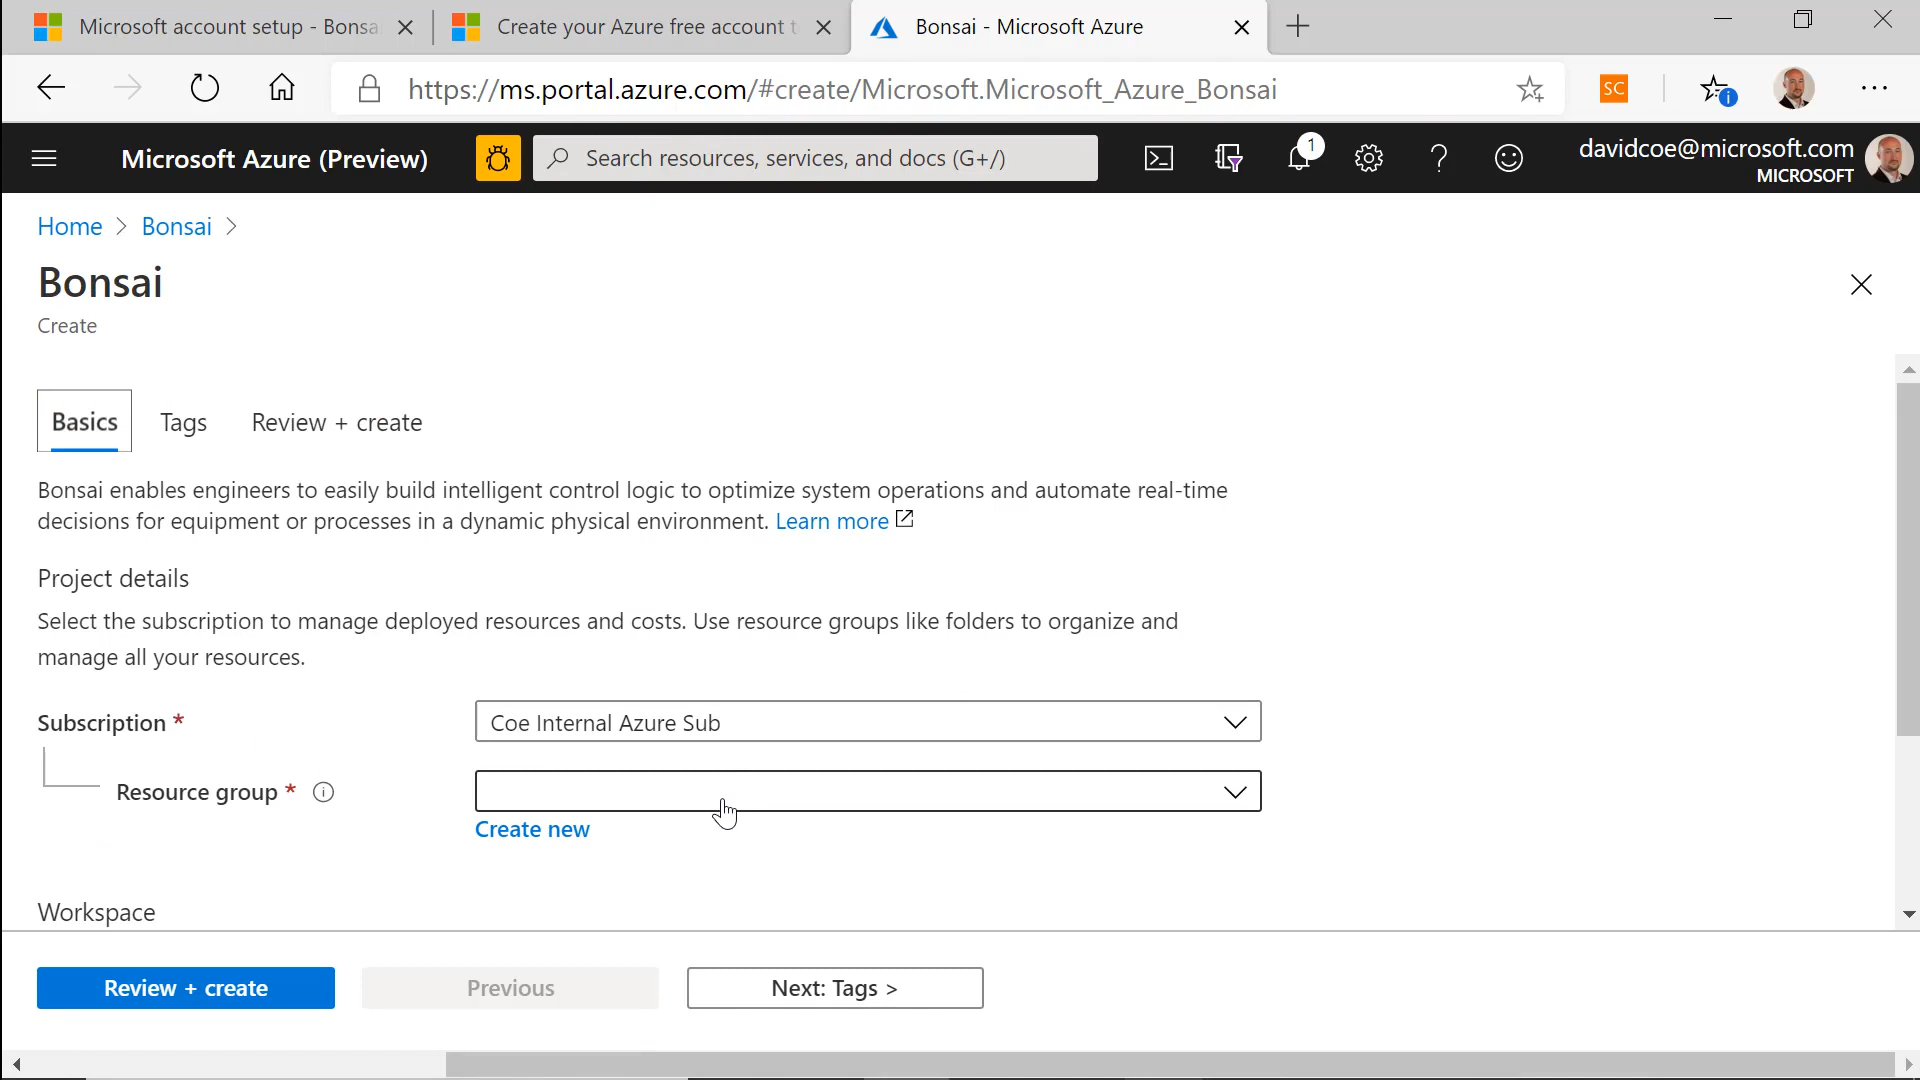 Microsoft account setup - Bonsa
Create your Azure free account t
Bonsai - Microsoft Azure
https://ms.portal.azure.com/#create/Microsoft.Microsoft_Azure_Bonsai
SC
i
Microsoft Azure (Preview)
Search resources, services, and docs (G+/)
1
davidcoe@microsoft.com
MICROSOFT
Home > Bonsai >
Bonsai
Create
Basics
Tags
Review + create
Bonsai enables engineers to easily build intelligent control logic to optimize system operations and automate real-time
decisions for equipment or processes in a dynamic physical environment. Learn more
Project details
Select the subscription to manage deployed resources and costs. Use resource groups like folders to organize and
manage all your resources.
Subscription *
Coe Internal Azure Sub
Resource group *
Create new
Workspace
Review + create
Previous
Next: Tags >